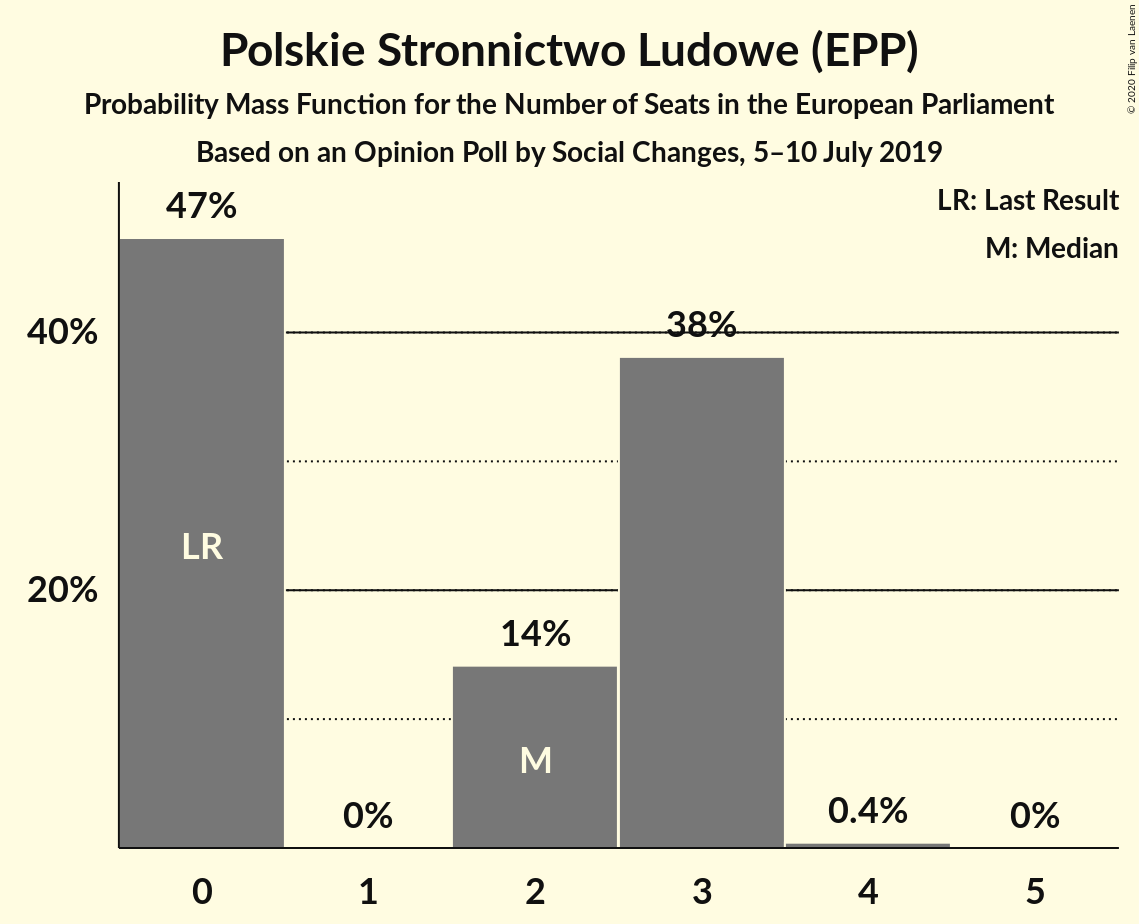 Polskie Stronnictwo Ludowe (EPP)
Probability Mass Function for the Number of Seats in the European Parliament
Based on an Opinion Poll by Social Changes, 5–10 July 2019
© 2020 Filip van Laenen
LR: Last Result
M: Median
47%
40%
38%
LR
20%
14%
M
0%
0.4%
0%
0 1 2 3 4 5